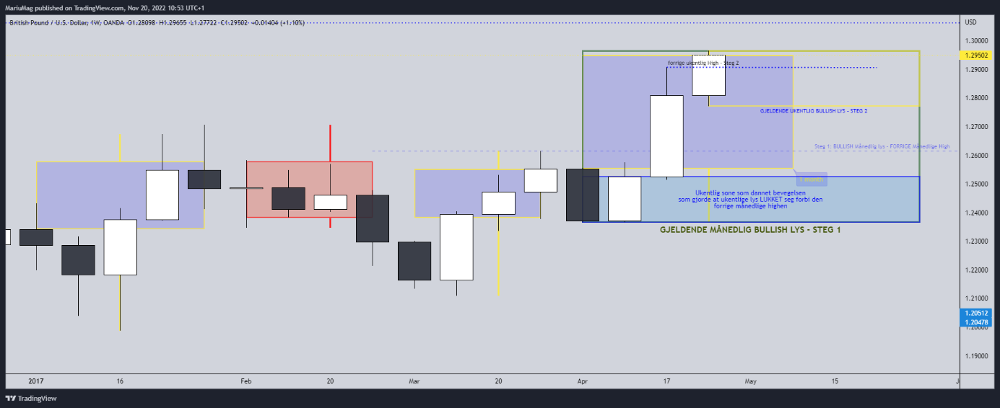 MariuMag published on TradingView.com, Nov 20, 2022 10:53 UTC+1
British Pound / U.S. Dollar, 1W, OANDA O1.28098 H1.29655 L1.27722 C1.29502 +0.01404 (+1.10%)
USD
1.30000
1.29502
forrige ukentlig High - Steg 2
1.29000
1.28000
GJELDENDE UKENTLIG BULLISH LYS - STEG 2
1.27000
Steg 1: BULLISH Månedlig lys - FORRIGE Månedlige High
1.26000
1.25000
Ukentlig sone som dannet bevegelsen
som gjorde at ukentlige lys LUKKET seg forbi den
forrige månedlige highen
1.24000
GJELDENDE MÅNEDLIG BULLISH LYS - STEG 1
1.23000
1.22000
1.21000
1.20512
1.20478
1.20000
1.19000
2017 16 Feb 20 Mar 20 Apr 17 May 15
TradingView